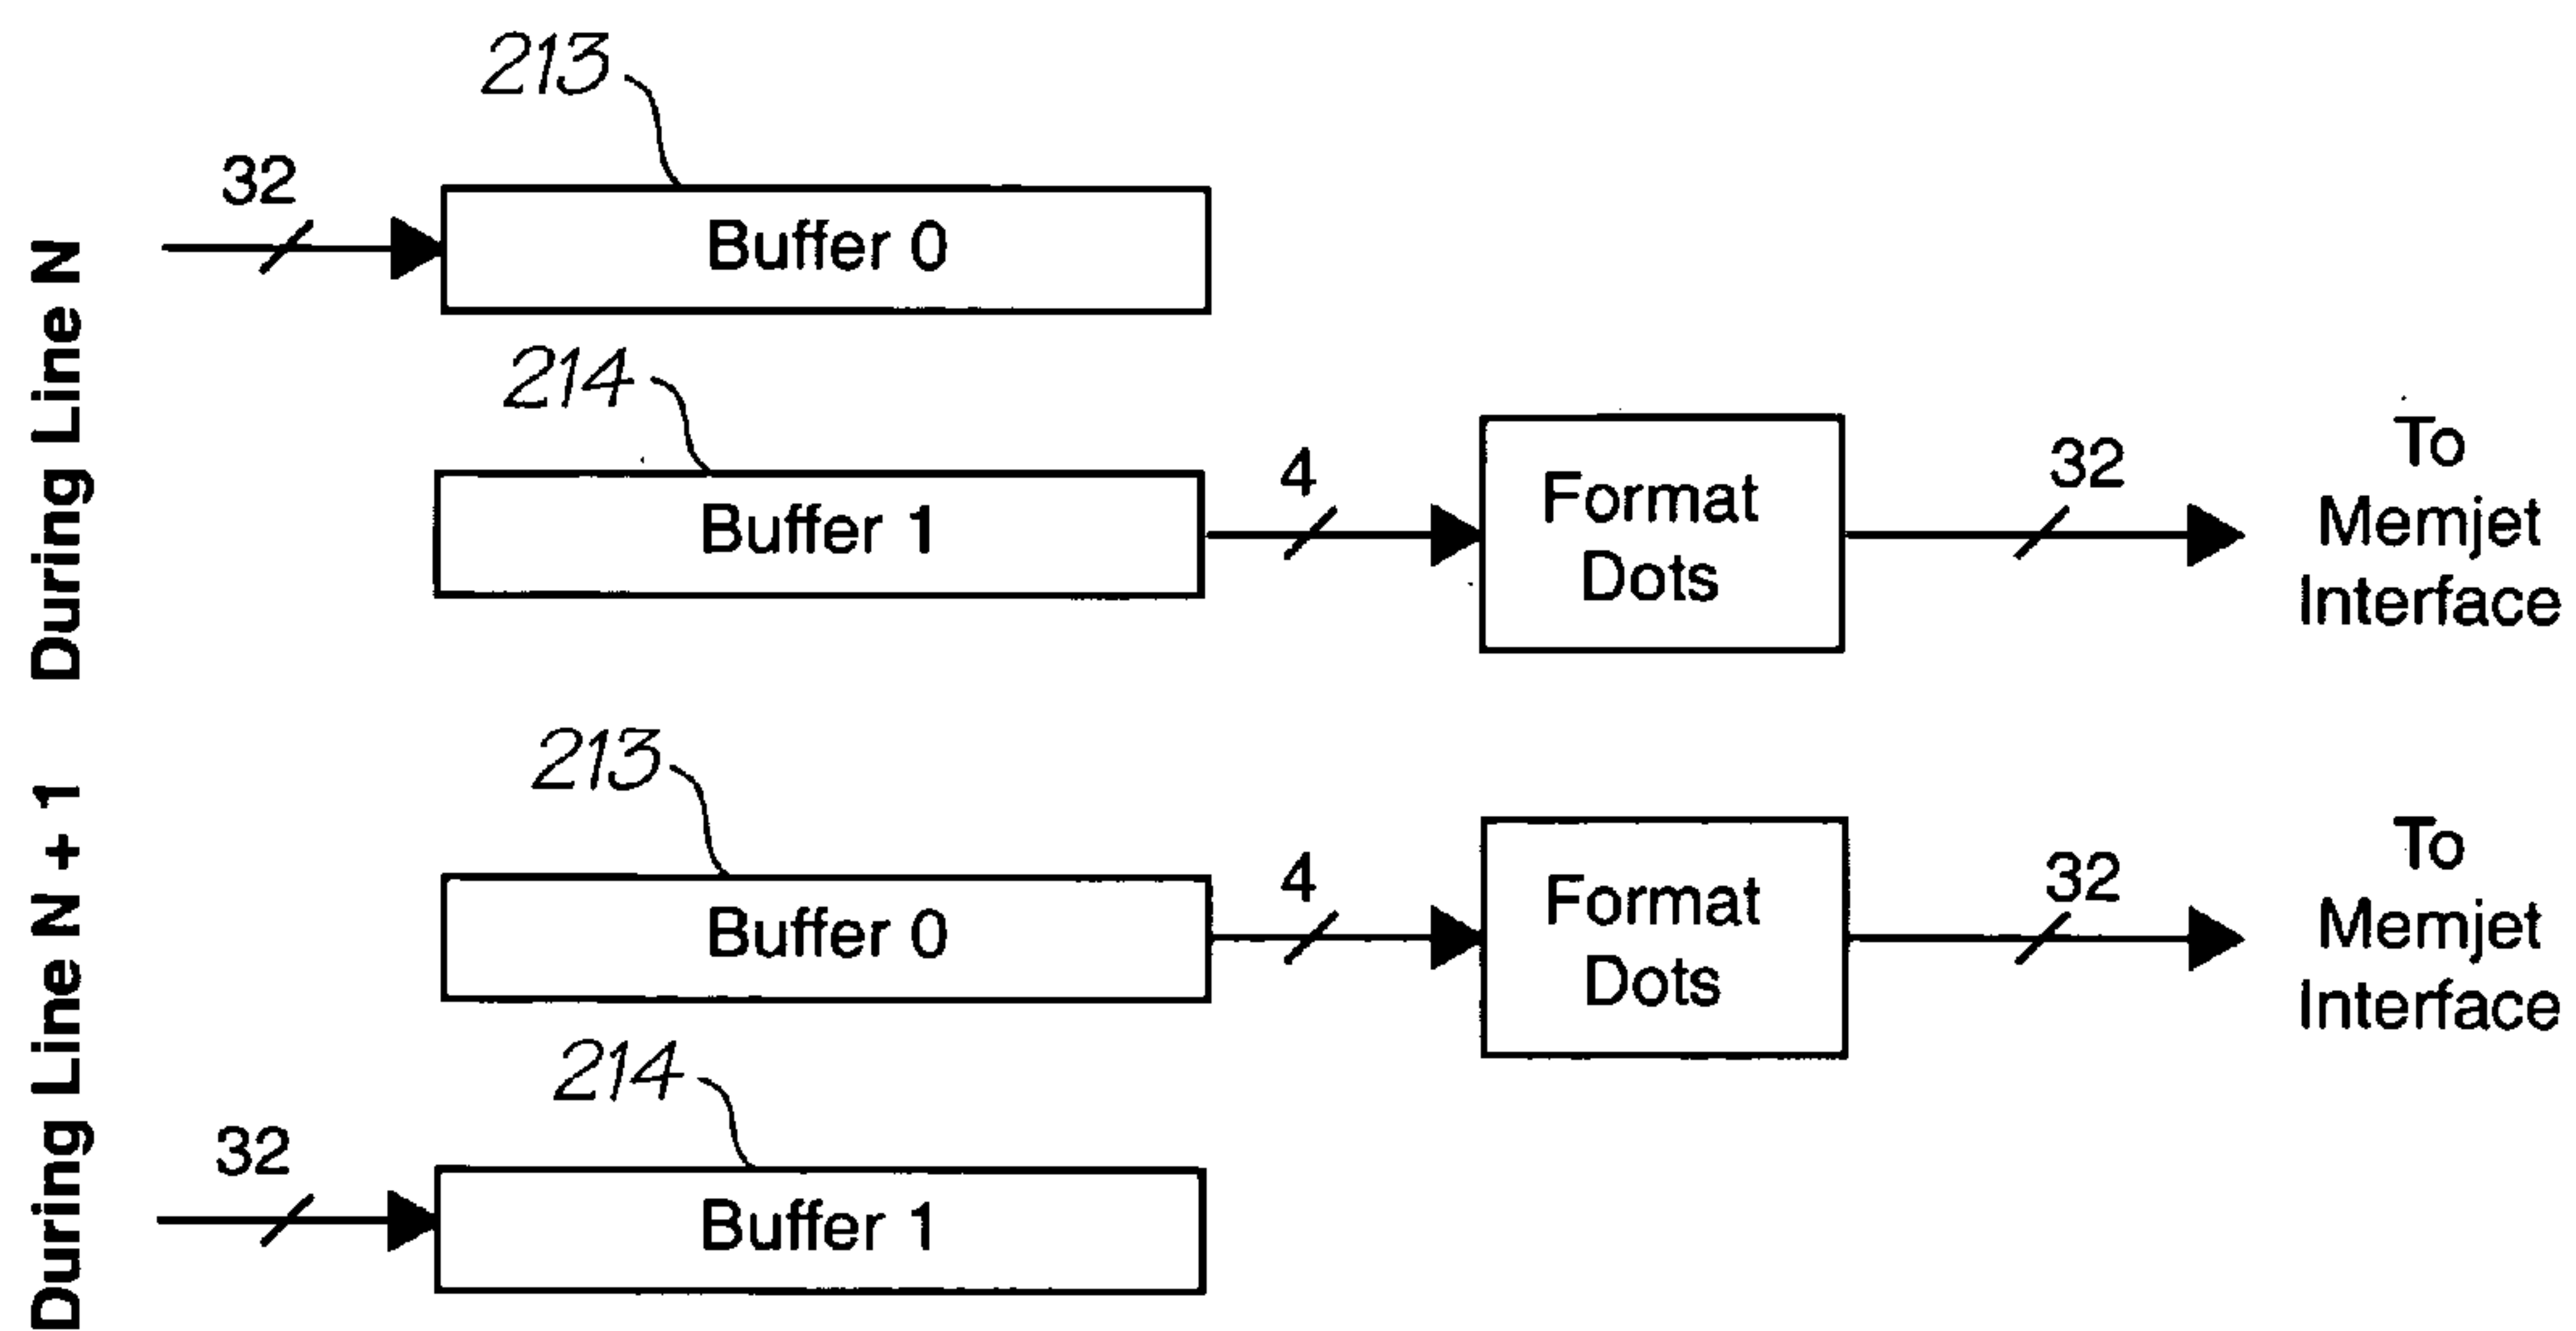 During Line N
213
32
Buffer 0
214
Buffer 1
4
Format
Dots
32
To
Memjet
Interface
During Line N + 1
213
Buffer 0
4
Format
Dots
32
To
Memjet
Interface
214
32
Buffer 1